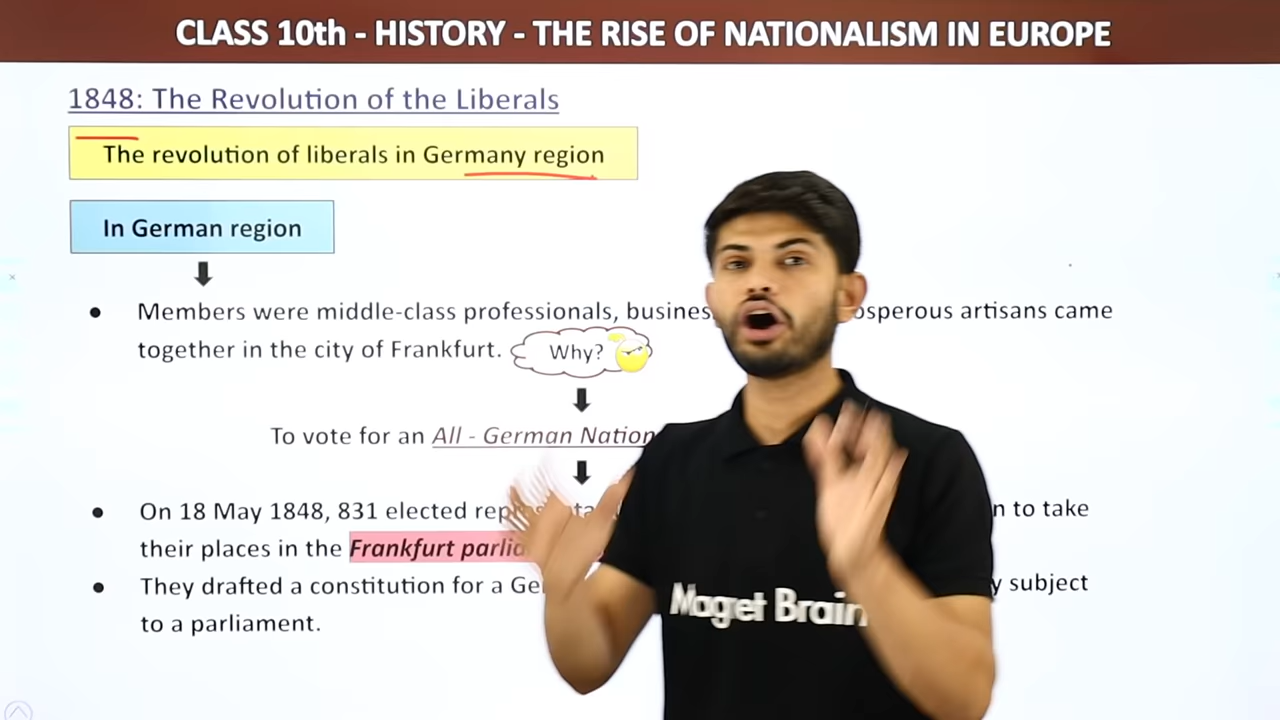 CLASS 10th - HISTORY - THE RISE OF NATIONALISM IN EUROPE
1848: The Revolution of the Liberals
The revolution of liberals in Germany region
In German region
Members were middle-class professionals, busines osperous artisans came
together in the city of Frankfurt. Why?
To vote for an All - German Nation
On 18 May 1848, 831 elected n to take
their places in the Frankfurt parlia
They drafted a constitution for a Ge y subject
to a parliament.
Maget Brain